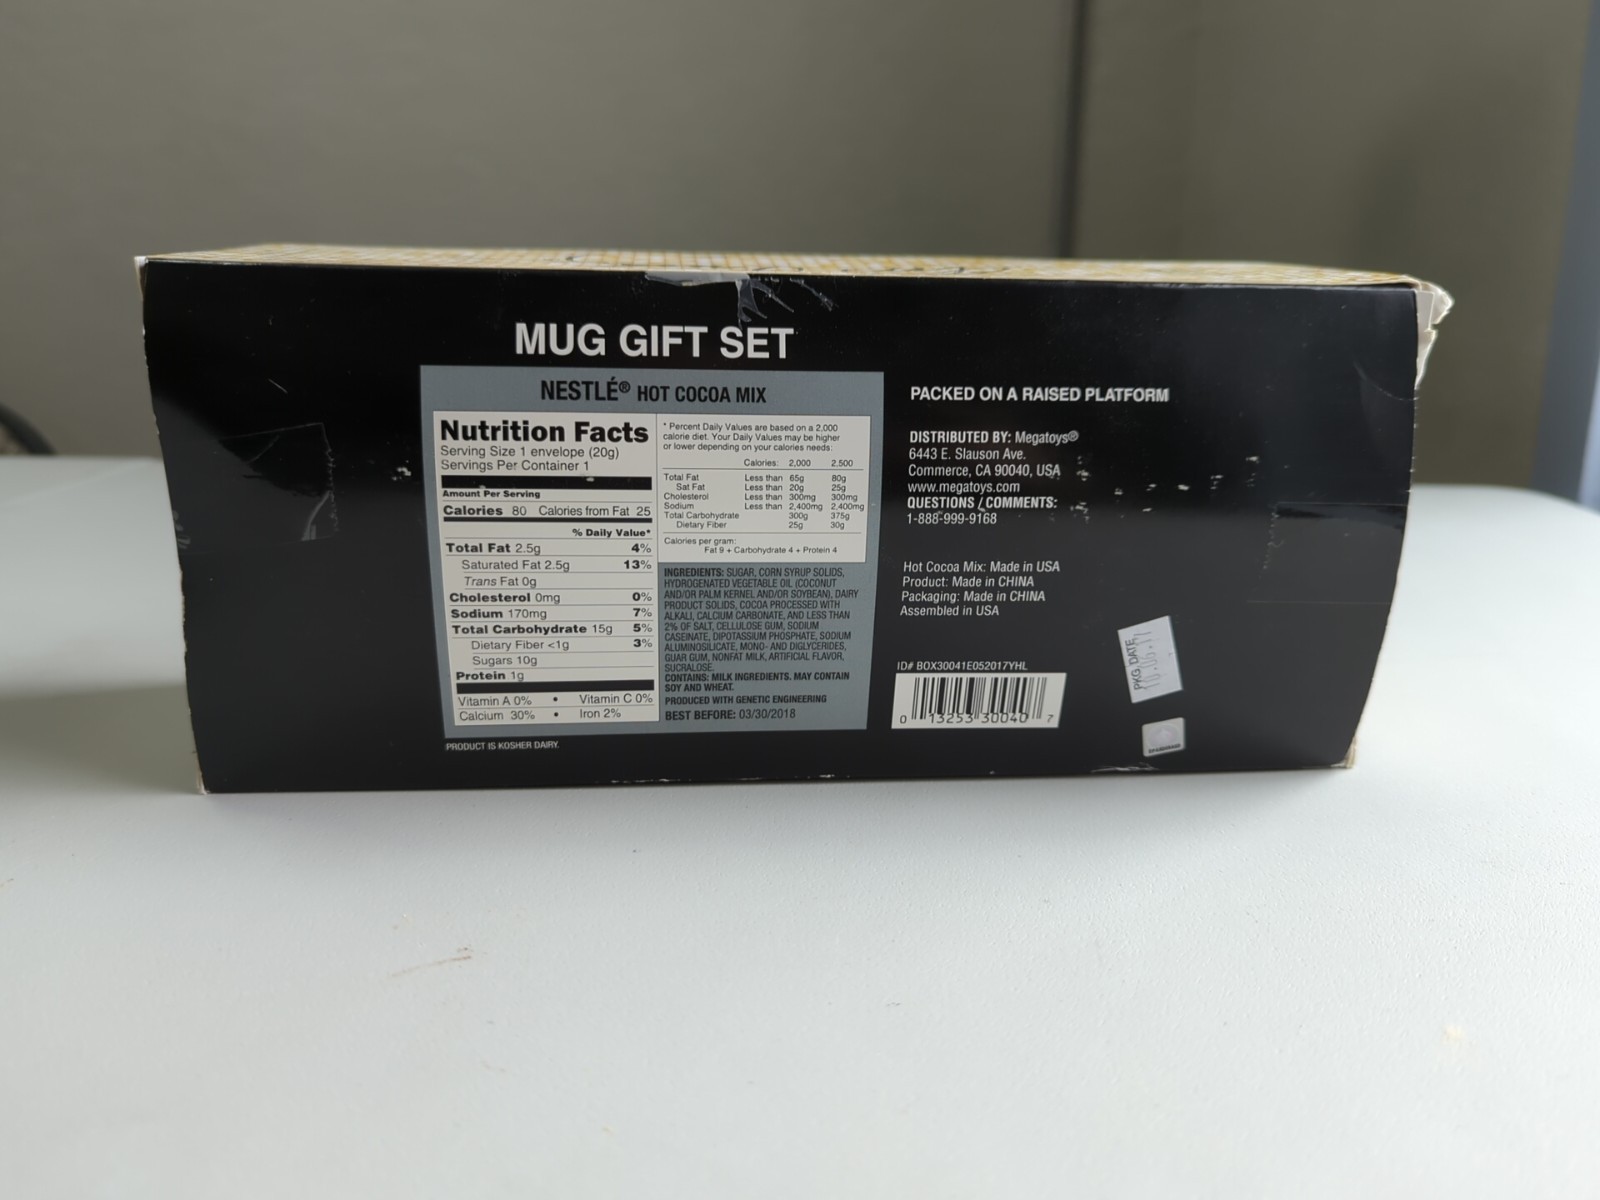 MUG GIFT SET
NESTLÉ® HOT COCOA MIX
Nutrition Facts
Serving Size 1 envelope (20g)
Servings Per Container 1
Amount Per Serving
Calories 80 Calories from Fat 25
% Daily Value*
Total Fat 2.5g 4%
Saturated Fat 2.5g 13%
Trans Fat 0g
Cholesterol 0mg 0%
Sodium 170mg 7%
Total Carbohydrate 15g 5%
Dietary Fiber <1g 3%
Sugars 10g
Protein 1g
Vitamin A 0% • Vitamin C 0%
Calcium 30% • Iron 2%
PRODUCT IS KOSHER DAIRY.
* Percent Daily Values are based on a 2,000
calorie diet. Your Daily Values may be higher
or lower depending on your calories needs:
Calories: 2,000 2.500
Total Fat Less than 65g 80g
Sat Fat Less than 20g 25g
Cholesterol Less than 300mg 300mg
Sodium Less than 2,400mg 2,400mg
Total Carbohydrate 300g 375g
Dietary Fiber 25g 30g
Calories per gram:
Fat 9 + Carbohydrate 4 + Protein 4
INGREDIENTS: SUGAR, CORN SYRUP SOLIDS,
HYDROGENATED VEGETABLE OIL (COCONUT
AND/OR PALM KERNEL AND/OR SOYBEAN), DAIRY
PRODUCT SOLIDS, COCOA PROCESSED WITH
ALKALI, CALCIUM CARBONATE, AND LESS THAN
2% OF SALT, CELLULOSE GUM, SODIUM
CASEINATE, DIPOTASSIUM PHOSPHATE, SODIUM
ALUMINOSILICATE, MONO- AND DIGLYCERIDES,
GUAR GUM, NONFAT MILK, ARTIFICIAL FLAVOR,
SUCRALOSE.
CONTAINS: MILK INGREDIENTS. MAY CONTAIN
SOY AND WHEAT.
PRODUCED WITH GENETIC ENGINEERING
BEST BEFORE: 03/30/2018
PACKED ON A RAISED PLATFORM
DISTRIBUTED BY: Megatoys®
6443 E. Slauson Ave.
Commerce, CA 90040, USA
www.megatoys.com
QUESTIONS / COMMENTS:
1-888-999-9168
Hot Cocoa Mix: Made in USA
Product: Made in CHINA
Packaging: Made in CHINA
Assembled in USA
ID# BOX30041E052017YHL
0 13253 30040 7
PKG DATE